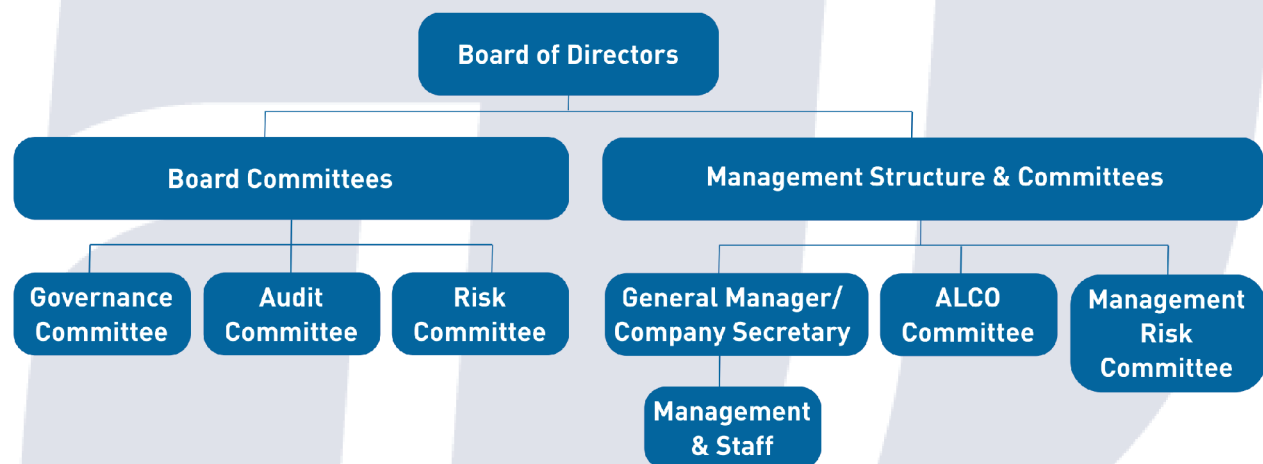 Board of Directors
Board Committees
Management Structure & Committees
Governance
Committee
Audit
Committee
Risk
Committee
General Manager/
Company Secretary
ALCO
Committee
Management
Risk
Committee
Management
& Staff